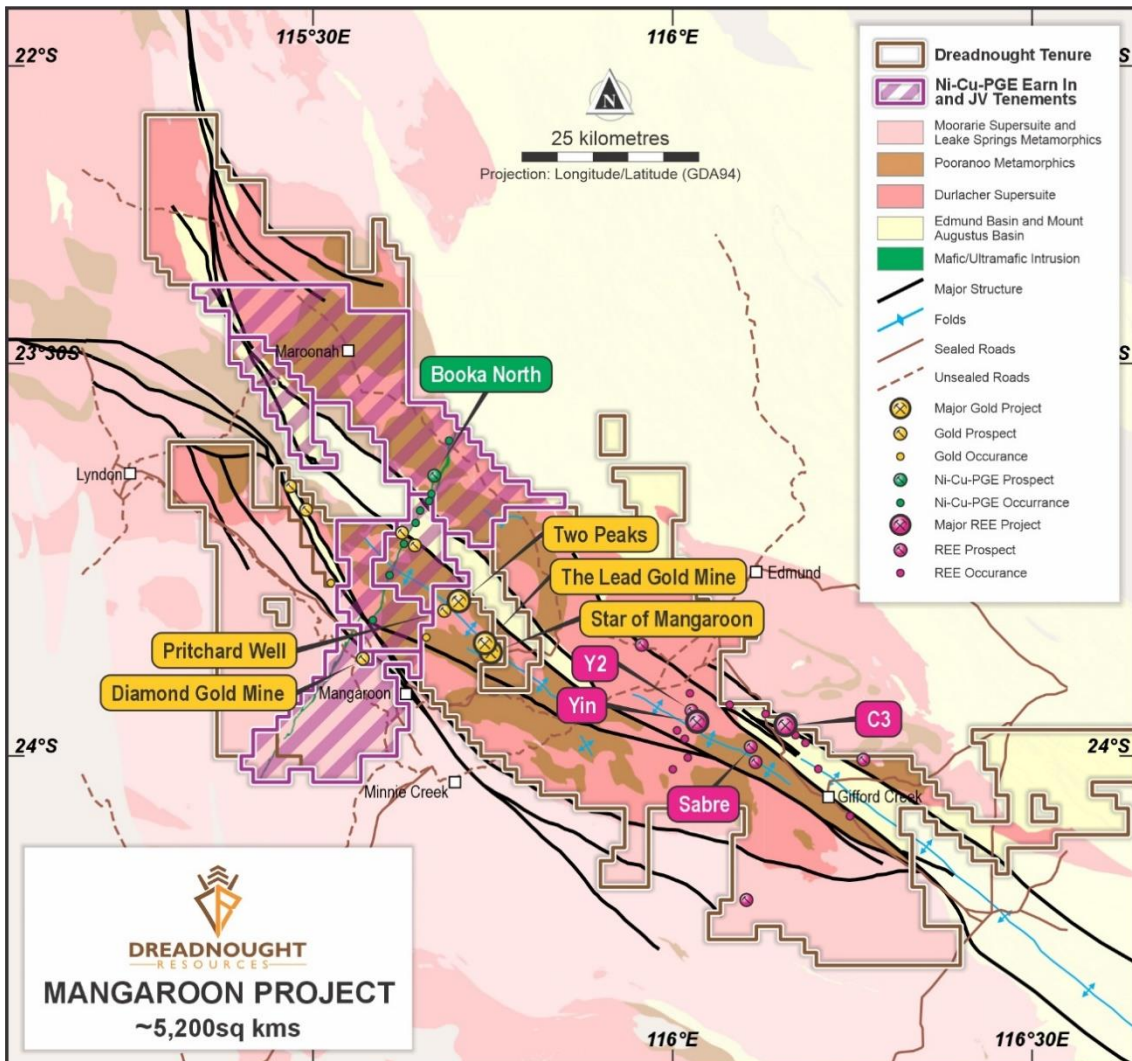 115°30E
116°E
22°S
S
Dreadnought Tenure
Ni-Cu-PGE Earn In
and JV Tenements
Moorarie Supersuite and
Leake Springs Metamorphics
Pooranoo Metamorphics
Durlacher Supersuite
Edmund Basin and Mount
Augustus Basin
Mafic/Ultramafic Intrusion
Major Structure
Folds
Sealed Roads
Unsealed Roads
Major Gold Project
Gold Prospect
Gold Occurance
Ni-Cu-PGE Prospect
Ni-Cu-PGE Occurrance
Major REE Project
REE Prospect
REE Occurance
N
25 kilometres
Projection: Longitude/Latitude (GDA94)
23°30S
S
Maroonah
Booka North
Lyndon
Two Peaks
Edmund
The Lead Gold Mine
Star of Mangaroon
Pritchard Well
Y2
Diamond Gold Mine
Mangaroon
Yin
C3
24°S
24°S
Minnie Creek
Sabre
Gifford Creek
DREADNOUGHT
RESOURCES
MANGAROON PROJECT
~5,200sq kms
116°E
116°30E